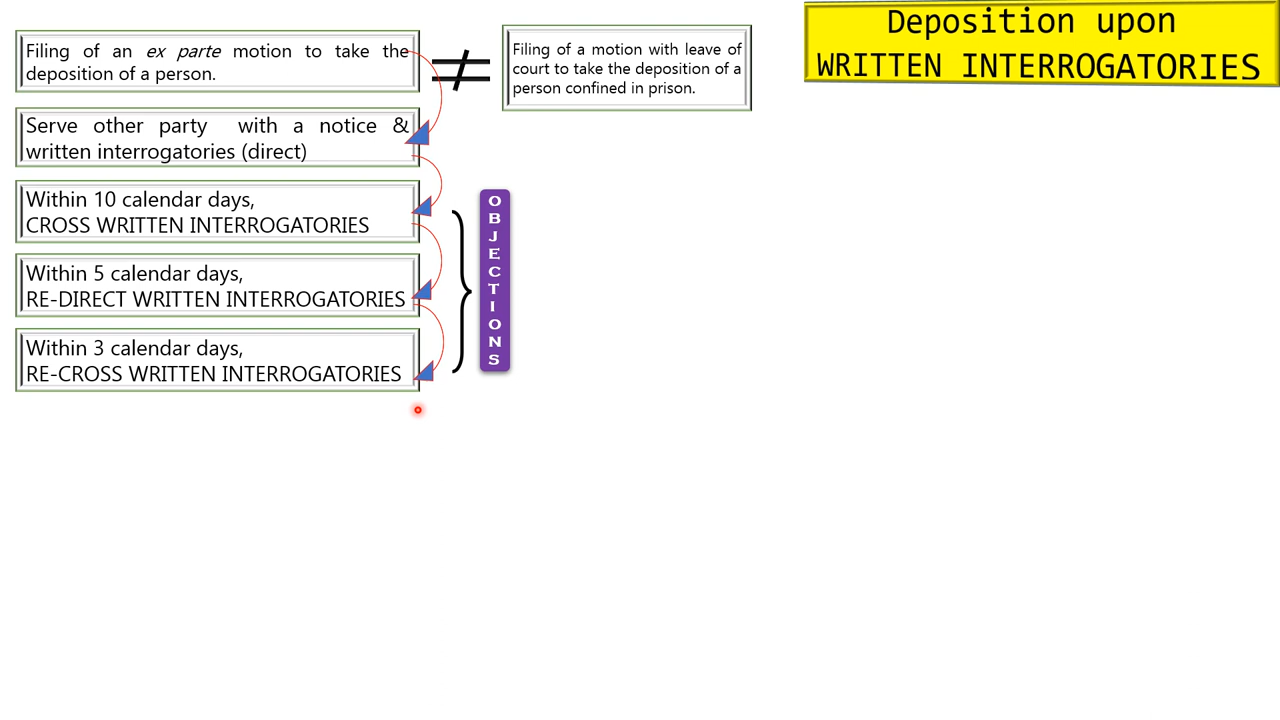 Deposition upon
WRITTEN INTERROGATORIES
Filing of an ex parte motion to take the
deposition of a person.
≠
Filing of a motion with leave of
court to take the deposition of a
person confined in prison.
Serve other party with a notice &
written interrogatories (direct)
Within 10 calendar days,
CROSS WRITTEN INTERROGATORIES
Within 5 calendar days,
RE-DIRECT WRITTEN INTERROGATORIES
Within 3 calendar days,
RE-CROSS WRITTEN INTERROGATORIES
OBJECTIONS